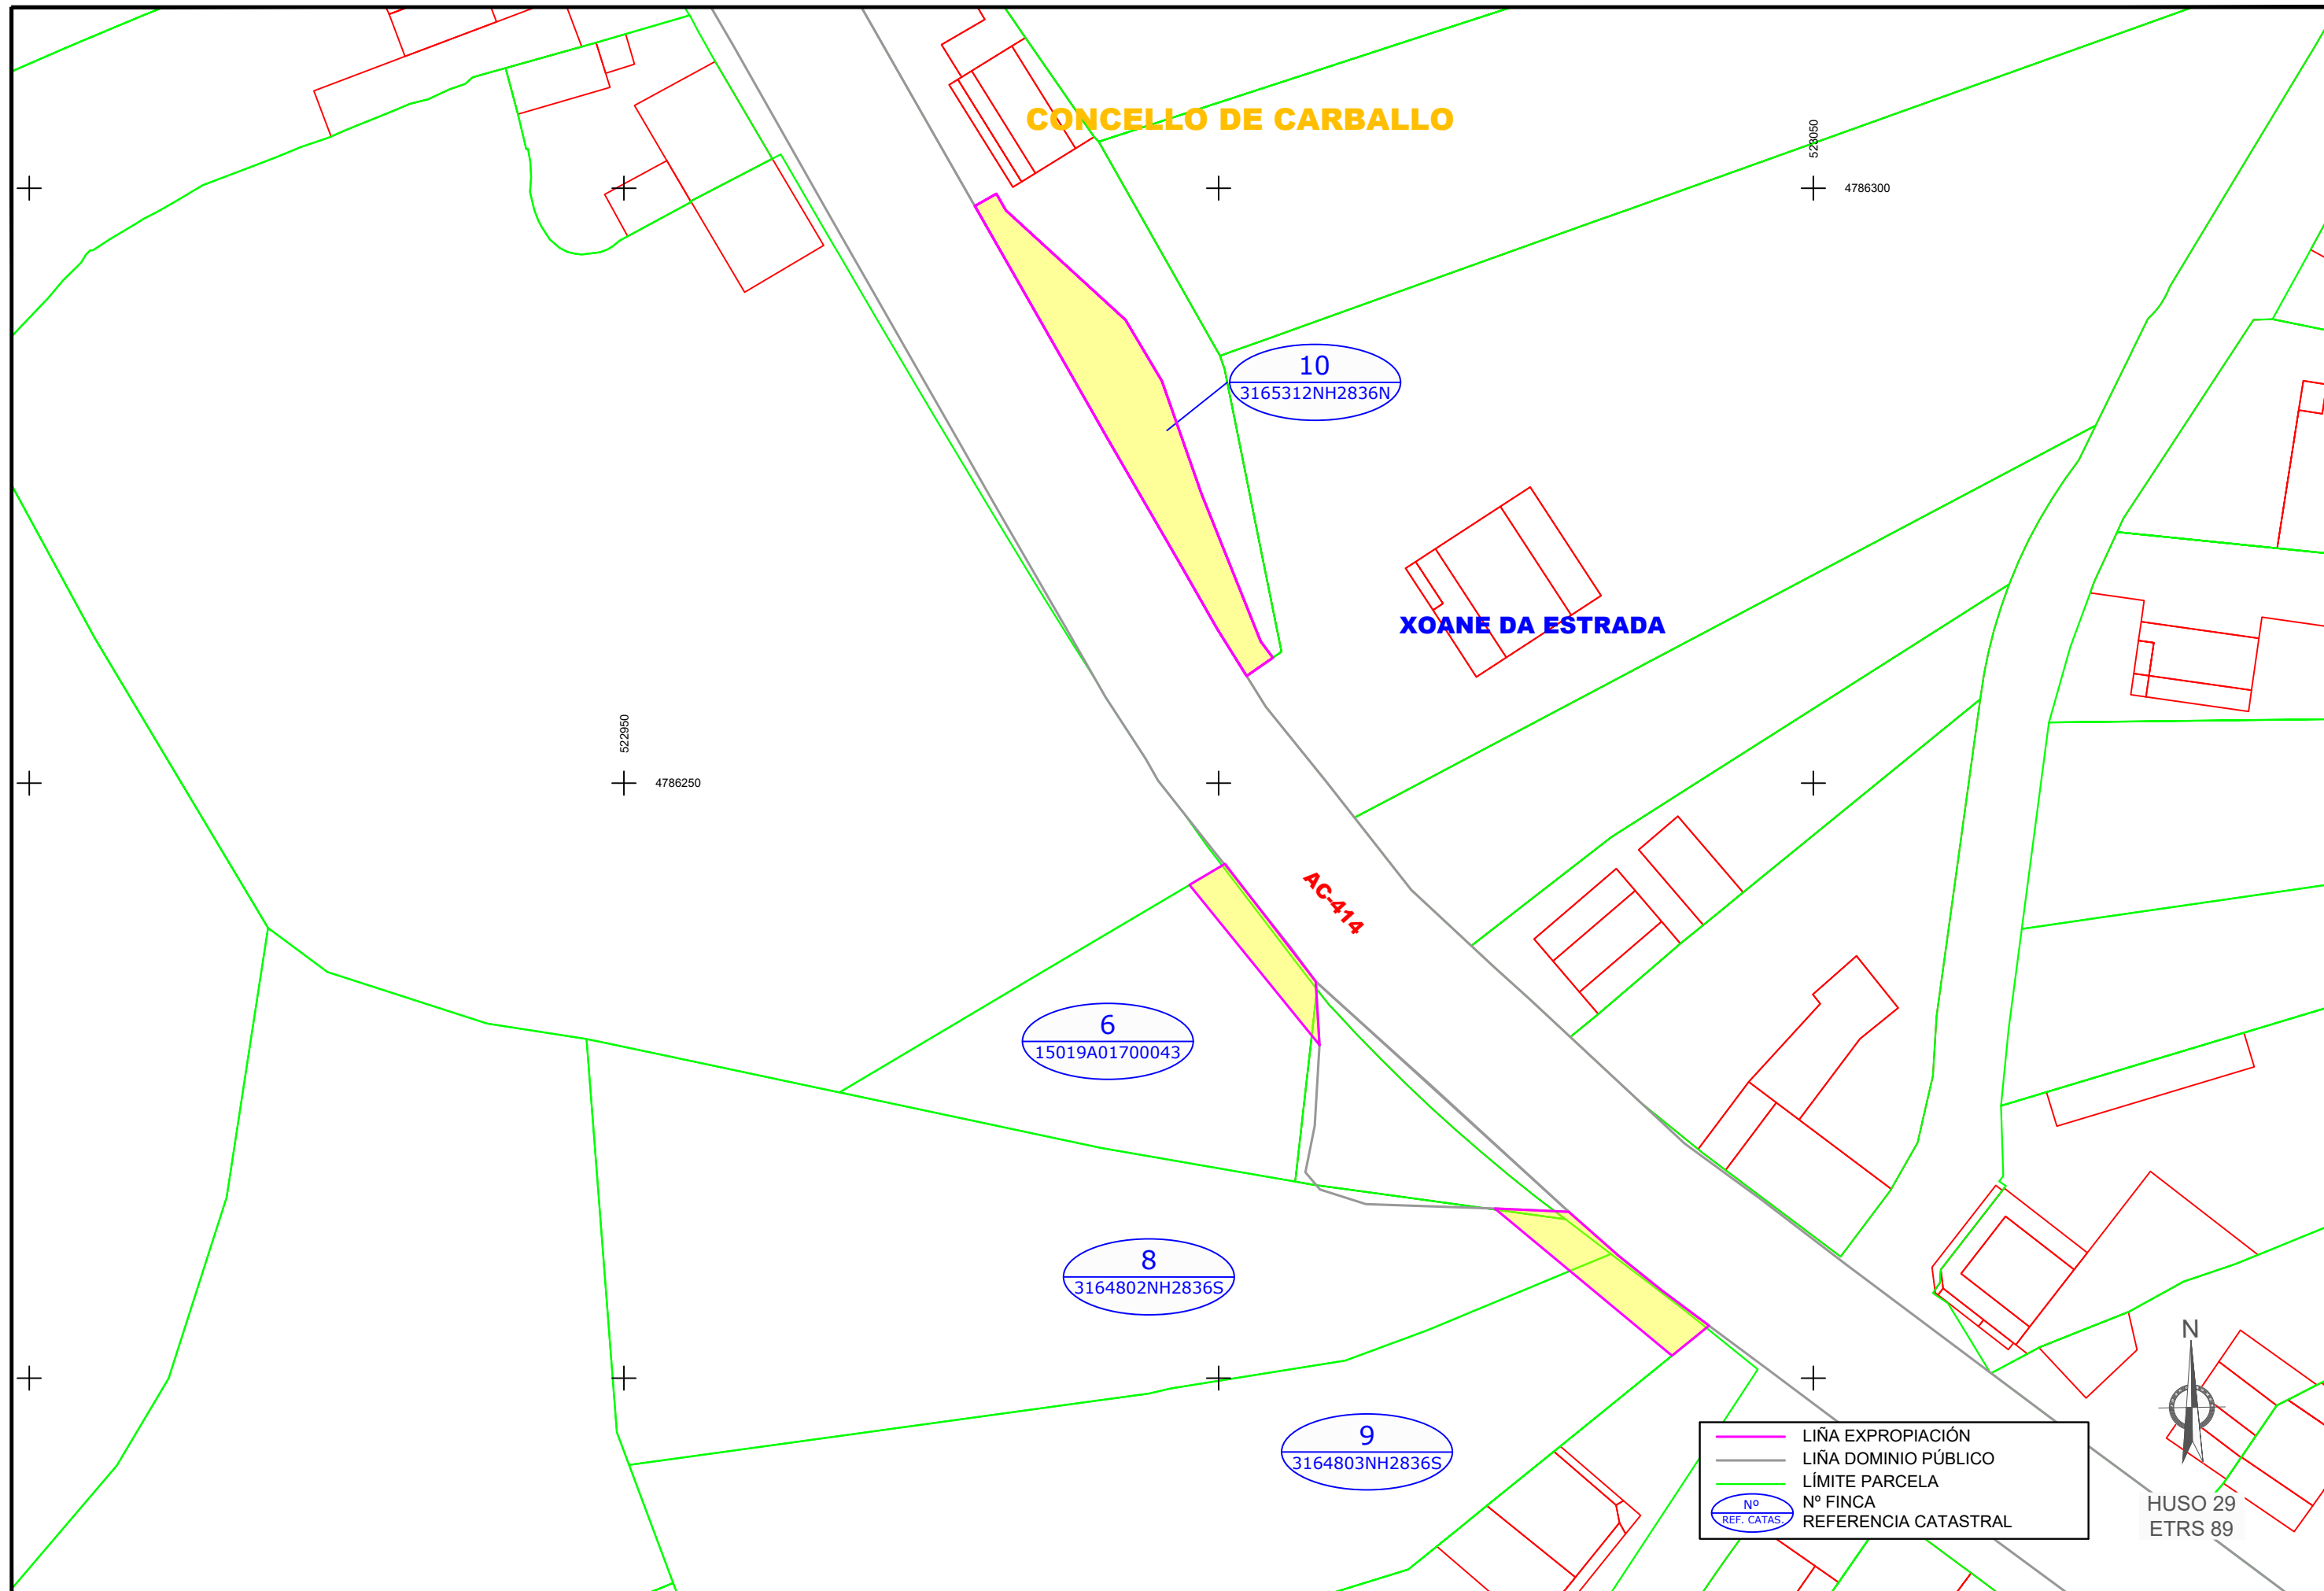 CONCELLO DE CARBALLO
523050
4786300
10
3165312NH2836N
XOANE DA ESTRADA
522950
4786250
AC-414
6
15019A01700043
8
3164802NH2836S
9
3164803NH2836S
N
LIÑA EXPROPIACIÓN
LIÑA DOMINIO PÚBLICO
LÍMITE PARCELA
Nº
REF. CATAS.
Nº FINCA
REFERENCIA CATASTRAL
HUSO 29
ETRS 89